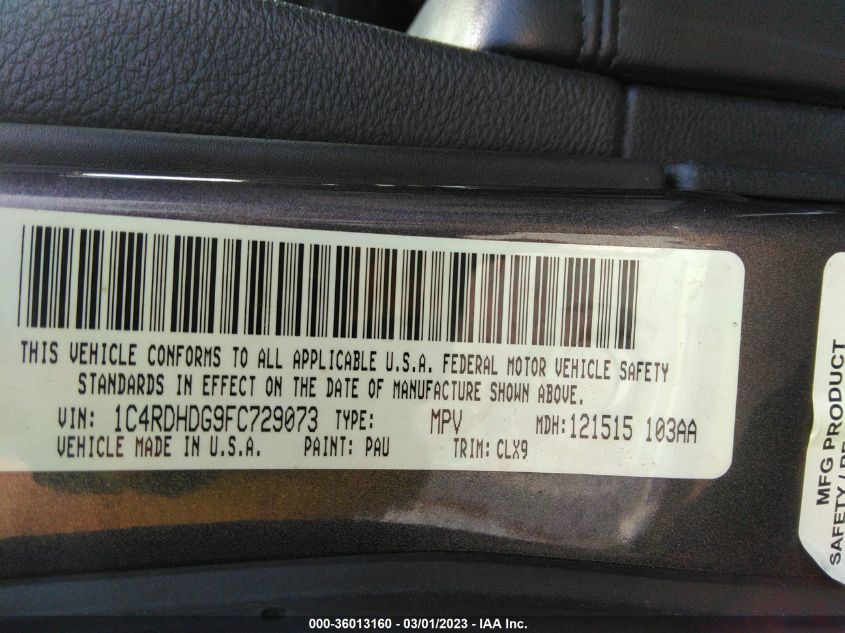 THIS VEHICLE CONFORMS TO ALL APPLICABLE U.S.A. FEDERAL MOTOR VEHICLE SAFETY
STANDARDS IN EFFECT ON THE DATE OF MANUFACTURE SHOWN ABOVE.
VIN: 1C4RDHDG9FC729073 TYPE: MPV MDH:121515 103AA
VEHICLE MADE IN U.S.A. PAINT: PAU TRIM: CLX9
MFG PRODUCT
SAFETY /
000-36013160 - 03/01/2023 - IAA Inc.